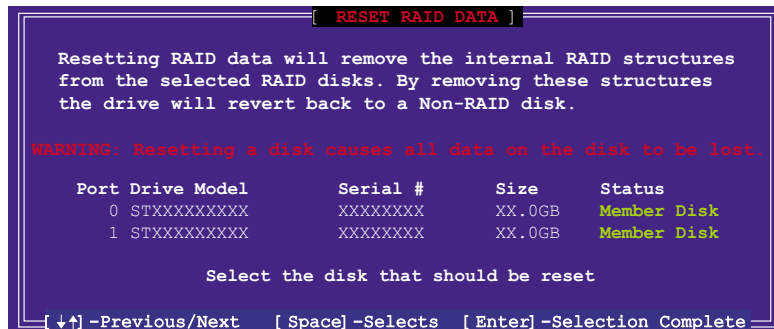 [ RESET RAID DATA ]
Resetting RAID data will remove the internal RAID structures
from the selected RAID disks. By removing these structures
the drive will revert back to a Non-RAID disk.
WARNING: Resetting a disk causes all data on the disk to be lost.
Port Drive Model Serial # Size Status
0 STXXXXXXXXX XXXXXXXX XX.0GB Member Disk
1 STXXXXXXXXX XXXXXXXX XX.0GB Member Disk
Select the disk that should be reset
[↓↑]-Previous/Next [Space]-Selects [Enter]-Selection Complete